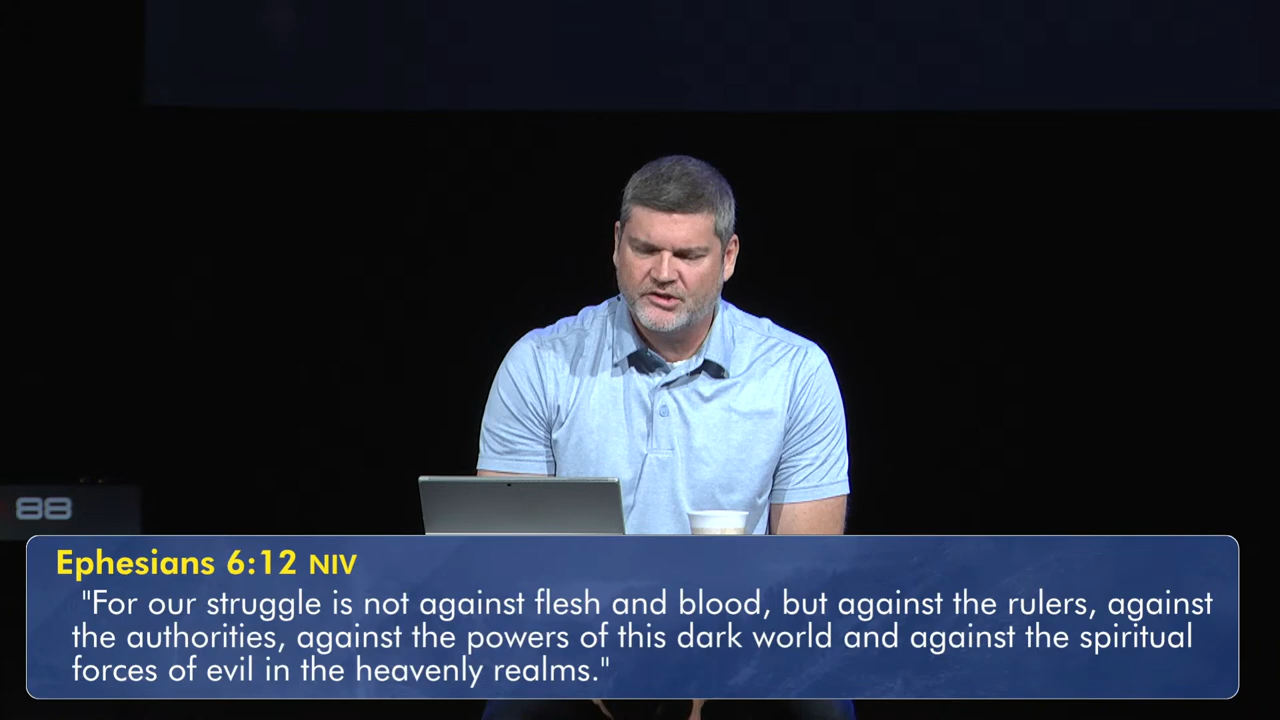 88
Ephesians 6:12 NIV
"For our struggle is not against flesh and blood, but against the rulers, against
the authorities, against the powers of this dark world and against the spiritual
forces of evil in the heavenly realms."